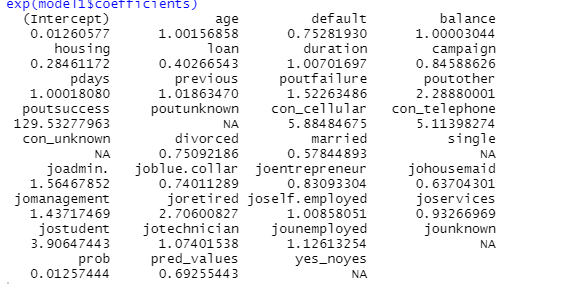 exp(model1$coefficients)
(Intercept) age default balance
0.01260577 1.00156858 0.75281930 1.00003044
housing loan duration campaign
0.28461172 0.40266543 1.00701697 0.84588626
pdays previous poutfailure poutother
1.00018080 1.01863470 1.52263486 2.28880001
poutsuccess poutunknown con_cellular con_telephone
129.53277963 NA 5.88484675 5.11398274
con_unknown divorced married single
NA 0.75092186 0.57844893 NA
joadmin. joblue.collar joentrepreneur johousemaid
1.56467852 0.74011289 0.83093304 0.63704301
jomanagement joretired joself.employed joservices
1.43717469 2.70600827 1.00858051 0.93266969
jostudent jotechnician jounemployed jounknown
3.90647443 1.07401538 1.12613254 NA
prob pred_values yes_noyes
0.01257444 0.69255443 NA